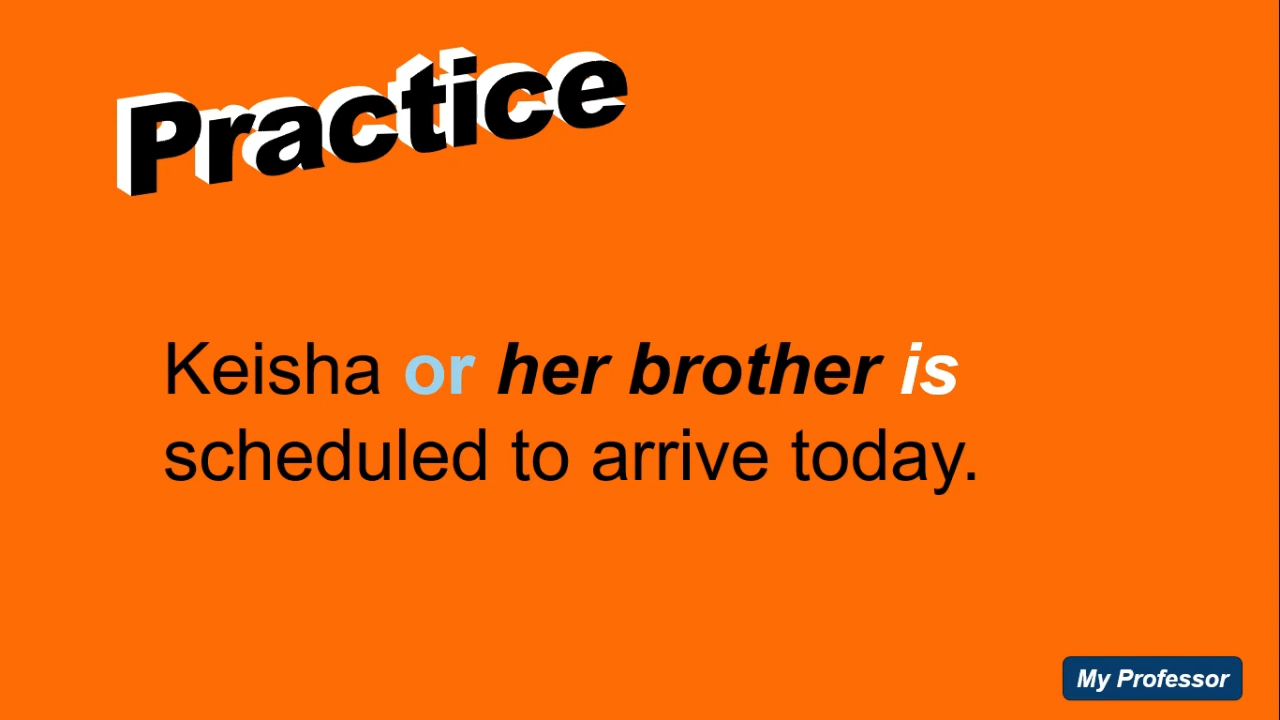 Practice
Keisha or her brother is
scheduled to arrive today.
My Professor